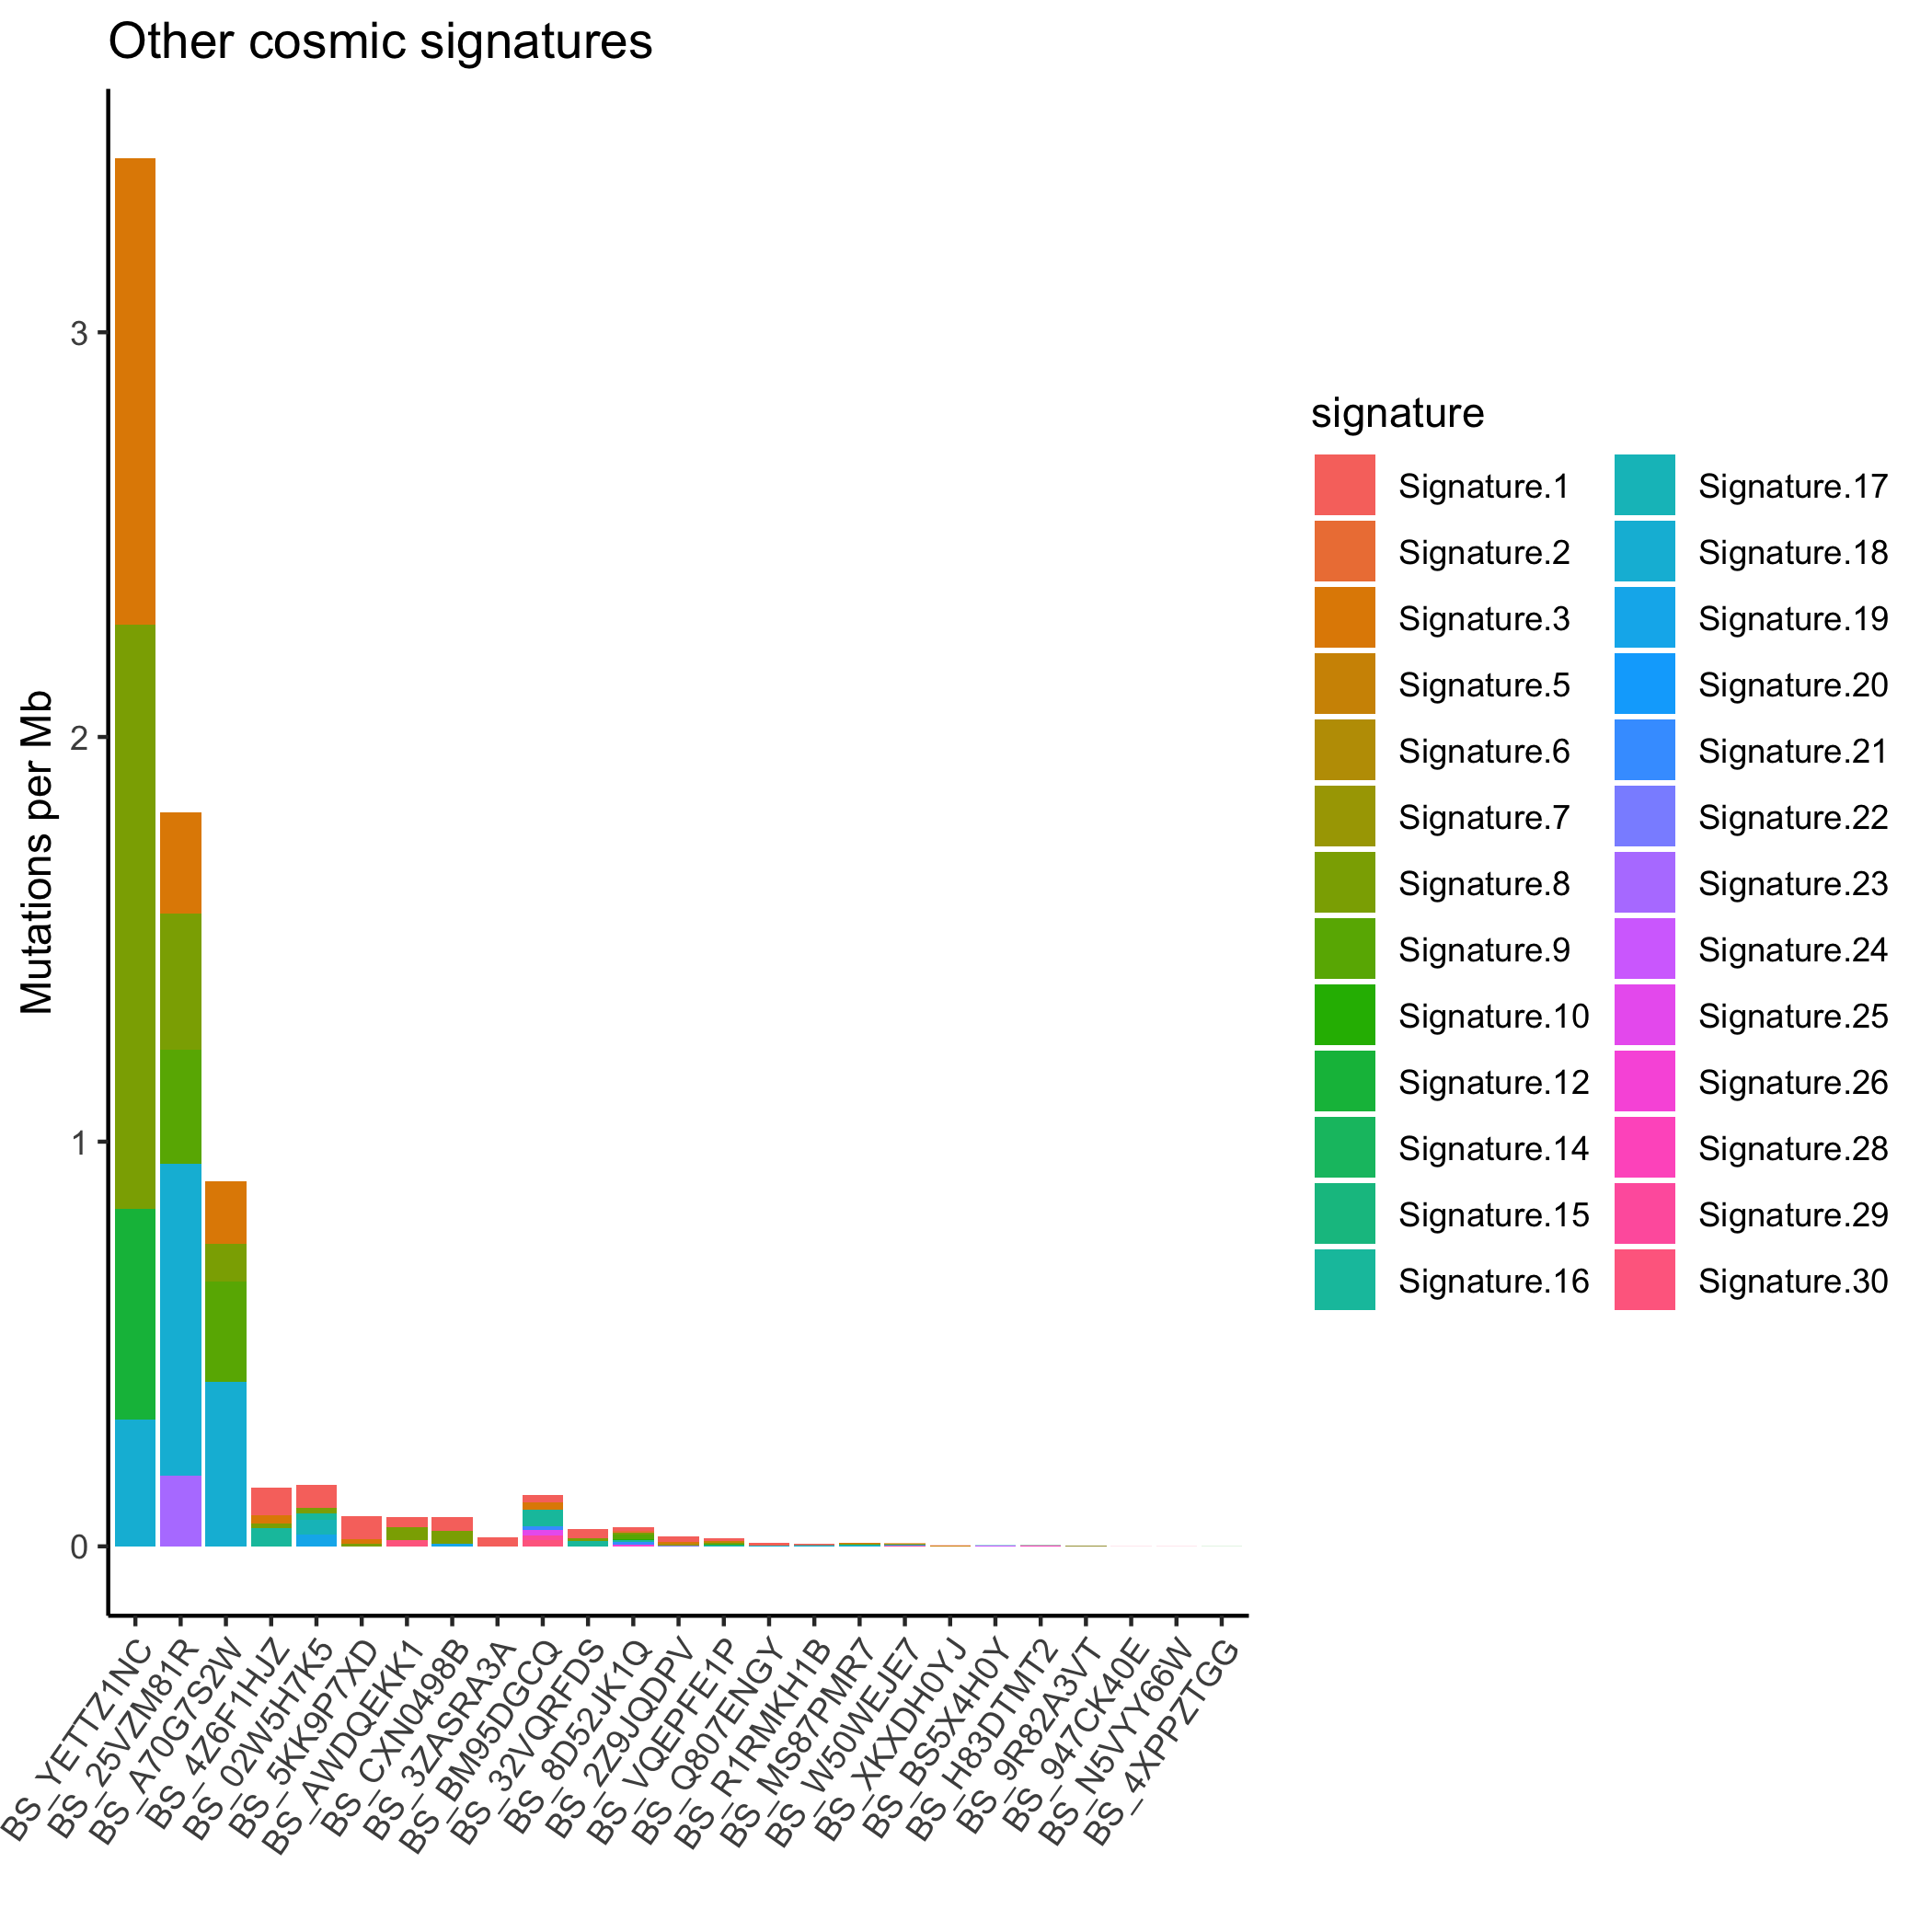 Other cosmic signatures
Mutations per Mb
3
2
1
0
BS_YETTZ1NC
BS_25VZM81R
BS_A70G7S2W
BS_4Z6F1HJZ
BS_02W5H7K5
BS_5KK9P7XD
BS_AWDQEKK1
BS_CXN0498B
BS_3ZASRA3A
BS_BM95DGCQ
BS_32VQRFDS
BS_8D52JK1Q
BS_2Z9JQDPV
BS_VQEPFE1P
BS_Q807ENGY
BS_R1RMKH1B
BS_MS87PMR7
BS_W50WEJE7
BS_XKXDH0YJ
BS_BS5X4H0Y
BS_H83DTMT2
BS_9R82A3VT
BS_947CK40E
BS_N5VYY66W
BS_4XPPZTGG
signature
Signature.1
Signature.2
Signature.3
Signature.5
Signature.6
Signature.7
Signature.8
Signature.9
Signature.10
Signature.12
Signature.14
Signature.15
Signature.16
Signature.17
Signature.18
Signature.19
Signature.20
Signature.21
Signature.22
Signature.23
Signature.24
Signature.25
Signature.26
Signature.28
Signature.29
Signature.30